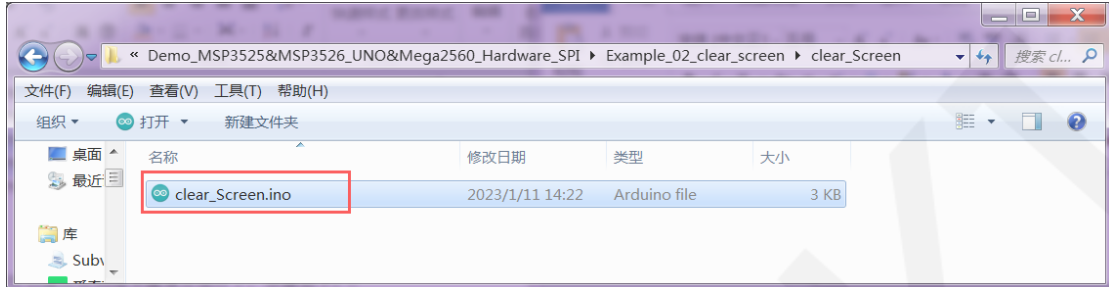 « Demo_MSP3525&MSP3526_UNO&Mega2560_Hardware_SPI ▸ Example_02_clear_screen ▸ clear_Screen 搜索 cl...
文件(F) 编辑(E) 查看(V) 工具(T) 帮助(H)
组织 打开 新建文件夹
桌面 名称 修改日期 类型 大小
最近
clear_Screen.ino 2023/1/11 14:22 Arduino file 3 KB
库